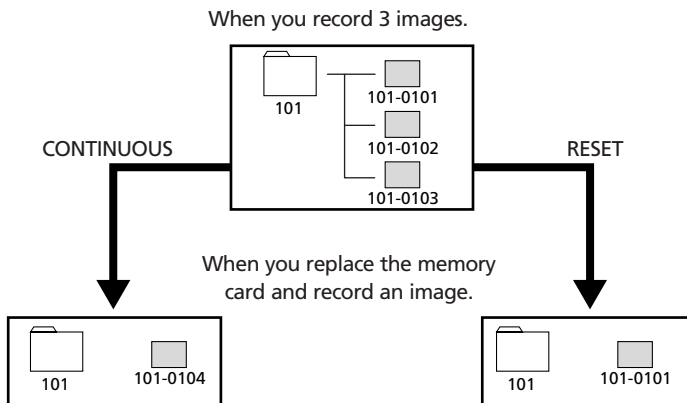 When you record 3 images.
101
101-0101
101-0102
101-0103
CONTINUOUS
RESET
When you replace the memory
card and record an image.
101
101-0104
101
101-0101